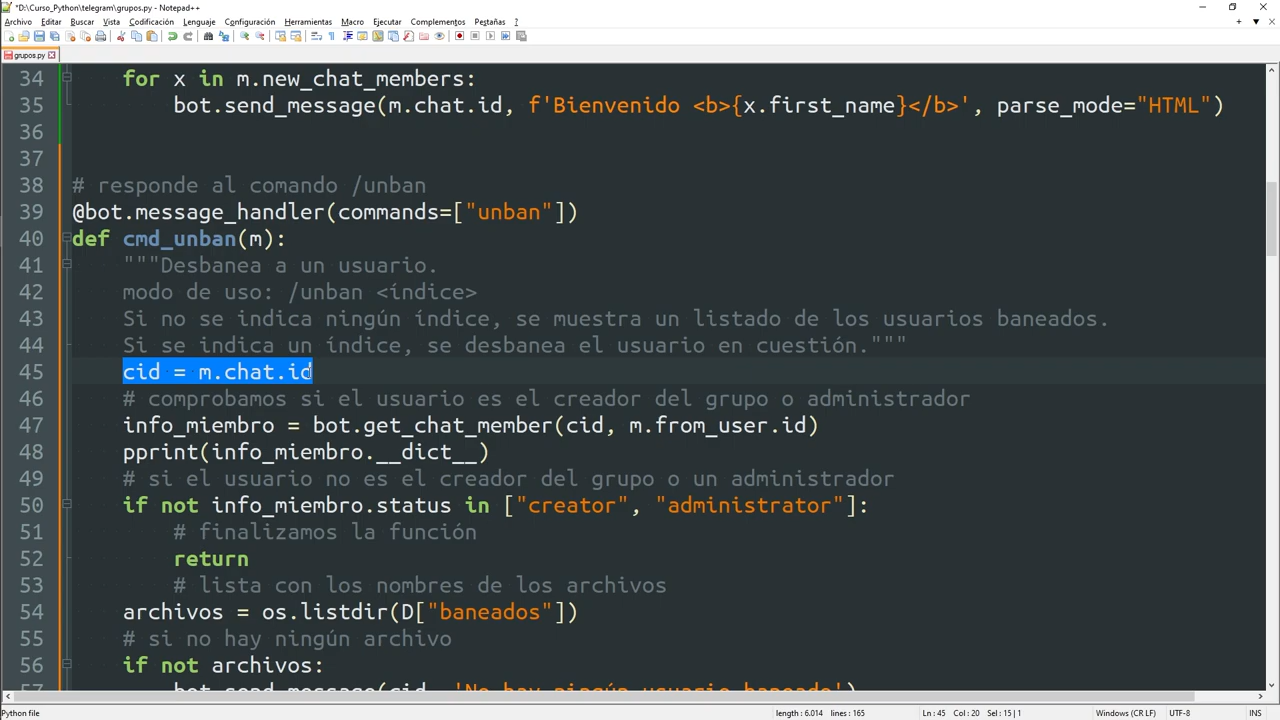 *D:\Curso_Python\telegram\grupos.py - Notepad++
Archivo Editar Buscar Vista Codificación Lenguaje Configuración Herramientas Macro Ejecutar Complementos Pestañas ?
grupos.py
34 for x in m.new_chat_members:
35 bot.send_message(m.chat.id, f'Bienvenido <b>{x.first_name}</b>', parse_mode="HTML")
36
37
38 # responde al comando /unban
39 @bot.message_handler(commands=["unban"])
40 def cmd_unban(m):
41 """Desbanea a un usuario.
42 modo de uso: /unban <índice>
43 Si no se indica ningún índice, se muestra un listado de los usuarios baneados.
44 Si se indica un índice, se desbanea el usuario en cuestión."""
45 cid = m.chat.id
46 # comprobamos si el usuario es el creador del grupo o administrador
47 info_miembro = bot.get_chat_member(cid, m.from_user.id)
48 pprint(info_miembro.__dict__)
49 # si el usuario no es el creador del grupo o un administrador
50 if not info_miembro.status in ["creator", "administrator"]:
51 # finalizamos la función
52 return
53 # lista con los nombres de los archivos
54 archivos = os.listdir(D["baneados"])
55 # si no hay ningún archivo
56 if not archivos:
57 bot.send_message(cid, 'No hay ningún usuario baneado')
Python file length : 6.014 lines : 165 Ln : 45 Col : 20 Sel : 15 | 1 Windows (CR LF) UTF-8 INS